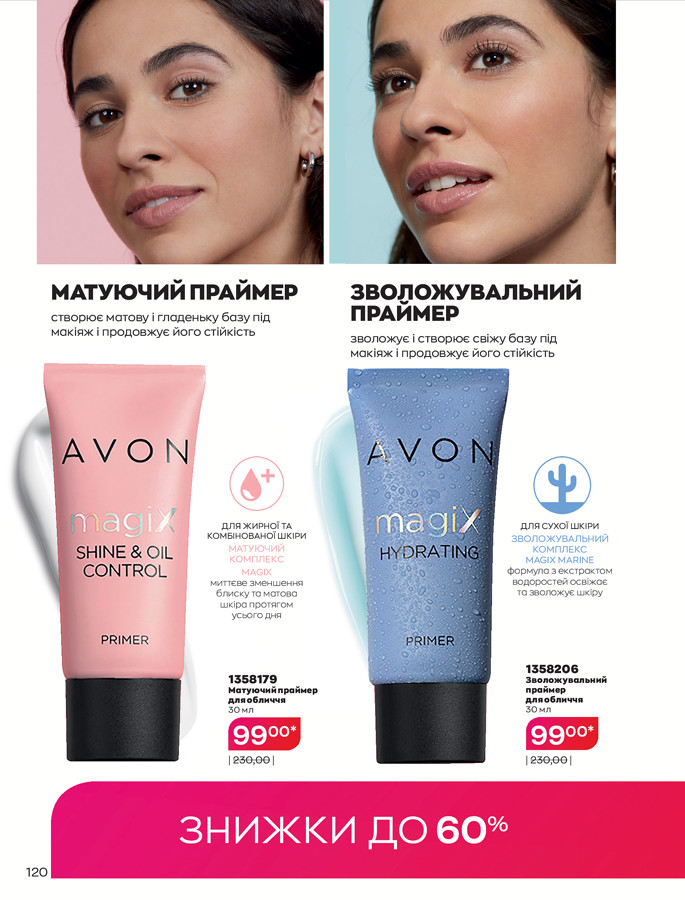 МАТУЮЧИЙ ПРАЙМЕР
створює матову і гладеньку базу під
макіяж і продовжує його стійкість
ЗВОЛОЖУВАЛЬНИЙ
ПРАЙМЕР
зволожує і створює свіжу базу під
макіяж і продовжує його стійкість
AVON
magiX
SHINE & OIL
CONTROL
PRIMER
ДЛЯ ЖИРНОЇ ТА
КОМБІНОВАНОЇ ШКІРИ
МАТУЮЧИЙ
КОМПЛЕКС
MAGIX
миттєве зменшення
блиску та матова
шкіра протягом
усього дня
1358179
Матуючий праймер
для обличчя
30 мл
99⁰⁰*
| 230,00 |
AVON
magiX
HYDRATING
PRIMER
ДЛЯ СУХОЇ ШКІРИ
ЗВОЛОЖУВАЛЬНИЙ
КОМПЛЕКС
MAGIX MARINE
формула з екстрактом
водоростей освіжає
та зволожує шкіру
1358206
Зволожувальний
праймер
для обличчя
30 мл
99⁰⁰*
| 230,00 |
ЗНИЖКИ ДО 60%
120